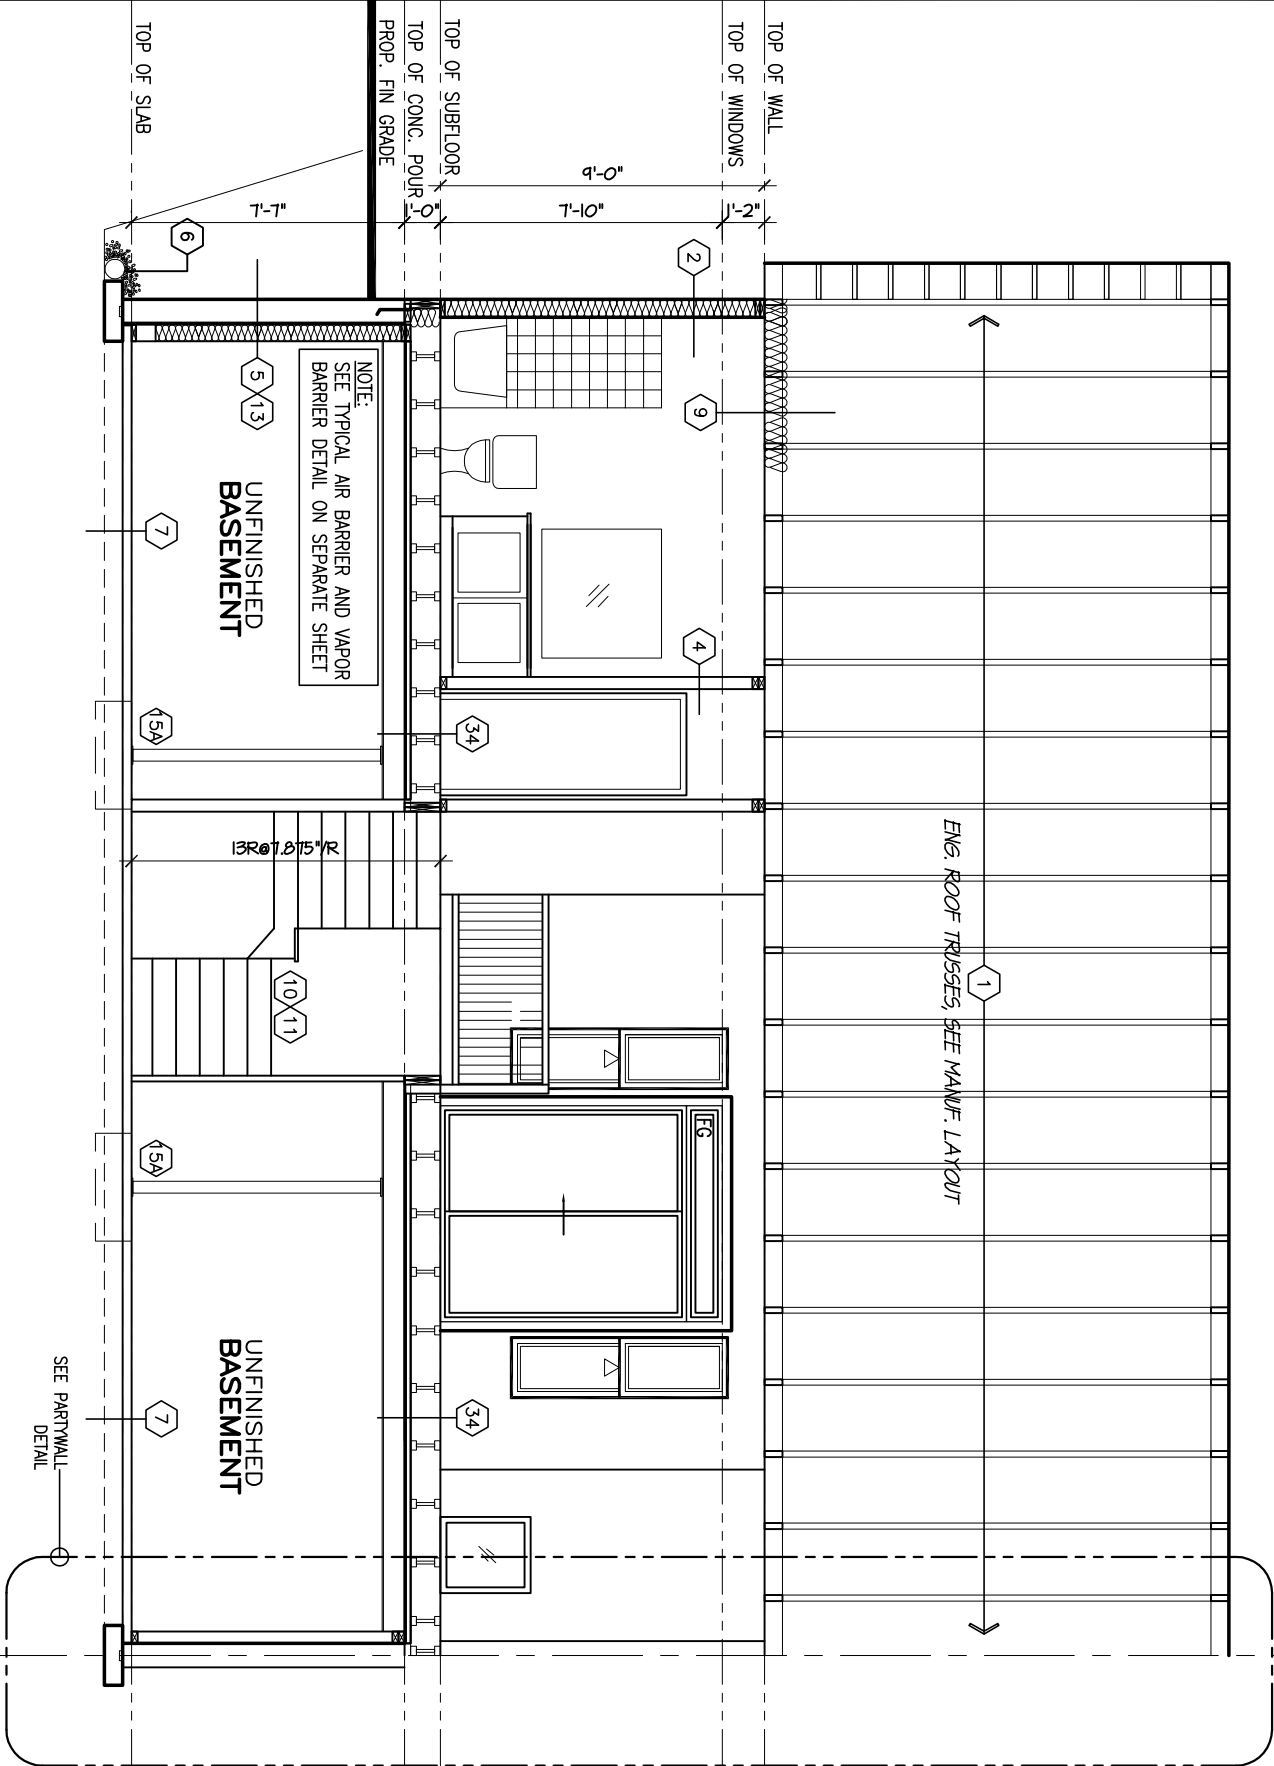 TOP OF WALL
TOP OF WINDOWS
TOP OF SUBFLOOR
TOP OF CONC. POUR
PROP. FIN GRADE
TOP OF SLAB
9'-0"
1'-2"
7'-10"
1'-0"
7'-7"
2
9
4
6
5
13
7
NOTE:
SEE TYPICAL AIR BARRIER AND VAPOR
BARRIER DETAIL ON SEPARATE SHEET
UNFINISHED
BASEMENT
15A
34
13R@7.875"/R
10
11
1
ENG. ROOF TRUSSES, SEE MANUF. LAYOUT
FG
15A
34
UNFINISHED
BASEMENT
7
SEE PARTYWALL
DETAIL